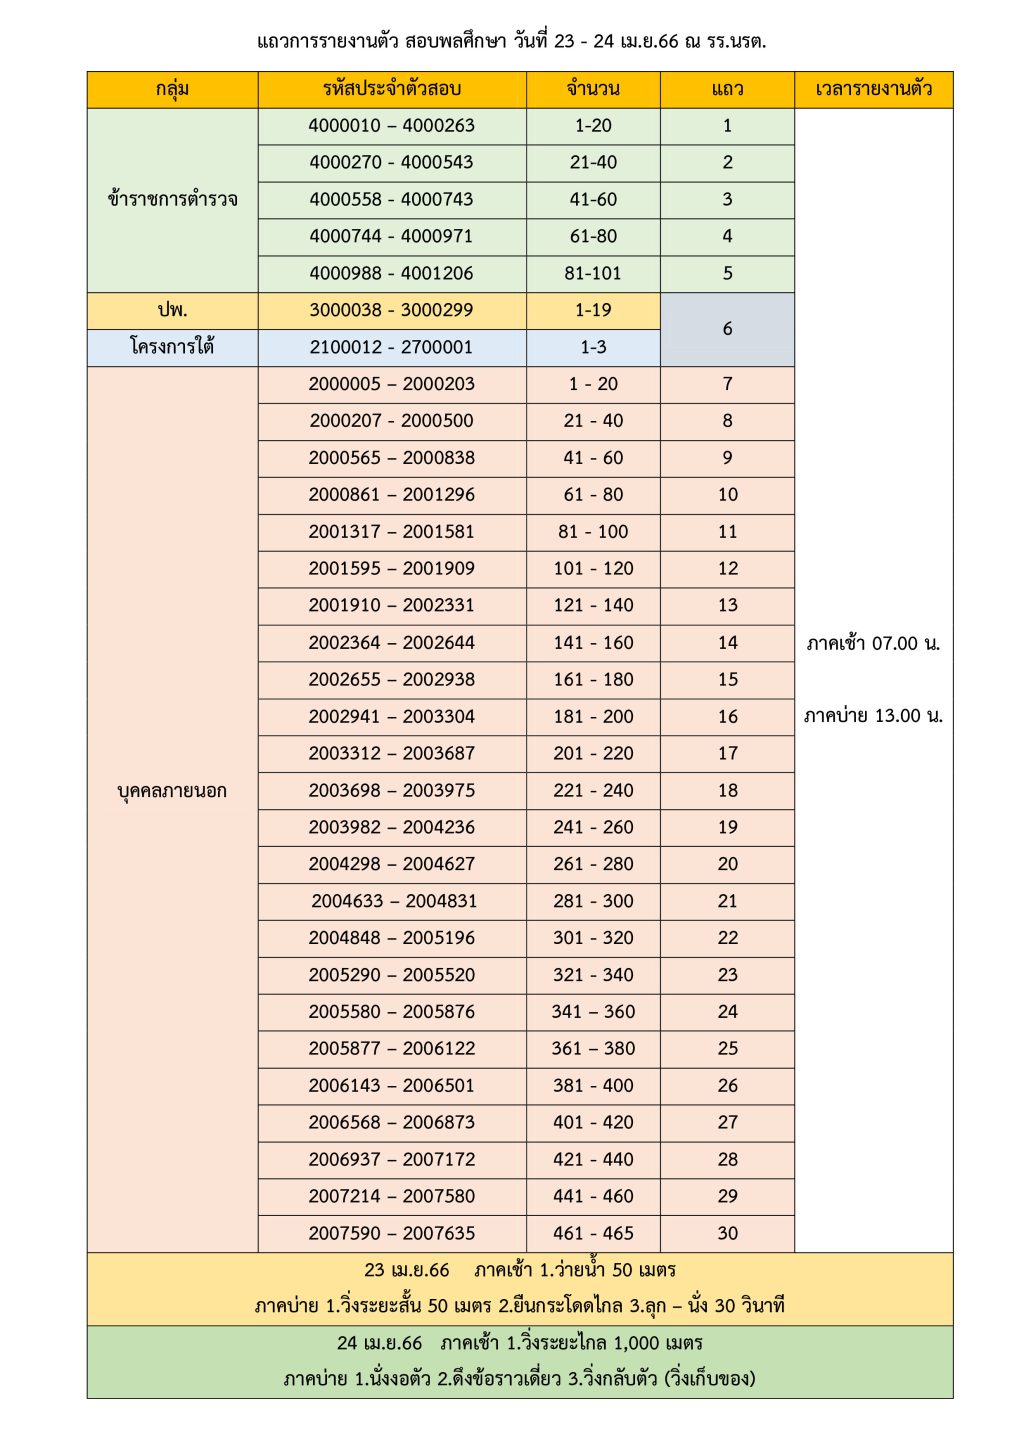 แถวการรายงานตัว สอบพลศึกษา วันที่ 23 - 24 เม.ย.66 ณ รร.นรต.
กลุ่ม รหัสประจำตัวสอบ จำนวน แถว เวลารายงานตัว
ข้าราชการตำรวจ
4000010 – 4000263 1-20 1
4000270 - 4000543 21-40 2
4000558 - 4000743 41-60 3
4000744 - 4000971 61-80 4
4000988 - 4001206 81-101 5
ปพ. 3000038 - 3000299 1-19 6
โครงการใต้ 2100012 - 2700001 1-3
บุคคลภายนอก
2000005 – 2000203 1 - 20 7
2000207 - 2000500 21 - 40 8
2000565 – 2000838 41 - 60 9
2000861 – 2001296 61 - 80 10
2001317 – 2001581 81 - 100 11
2001595 – 2001909 101 - 120 12
2001910 – 2002331 121 - 140 13
2002364 – 2002644 141 - 160 14
2002655 – 2002938 161 - 180 15
2002941 – 2003304 181 - 200 16
2003312 – 2003687 201 - 220 17
2003698 – 2003975 221 - 240 18
2003982 – 2004236 241 - 260 19
2004298 – 2004627 261 - 280 20
2004633 – 2004831 281 - 300 21
2004848 – 2005196 301 - 320 22
2005290 – 2005520 321 - 340 23
2005580 – 2005876 341 – 360 24
2005877 – 2006122 361 – 380 25
2006143 – 2006501 381 - 400 26
2006568 – 2006873 401 - 420 27
2006937 – 2007172 421 - 440 28
2007214 – 2007580 441 - 460 29
2007590 – 2007635 461 - 465 30
ภาคเช้า 07.00 น.
ภาคบ่าย 13.00 น.
23 เม.ย.66 ภาคเช้า 1.ว่ายน้ำ 50 เมตร
ภาคบ่าย 1.วิ่งระยะสั้น 50 เมตร 2.ยืนกระโดดไกล 3.ลุก – นั่ง 30 วินาที
24 เม.ย.66 ภาคเช้า 1.วิ่งระยะไกล 1,000 เมตร
ภาคบ่าย 1.นั่งงอตัว 2.ดึงข้อราวเดี่ยว 3.วิ่งกลับตัว (วิ่งเก็บของ)